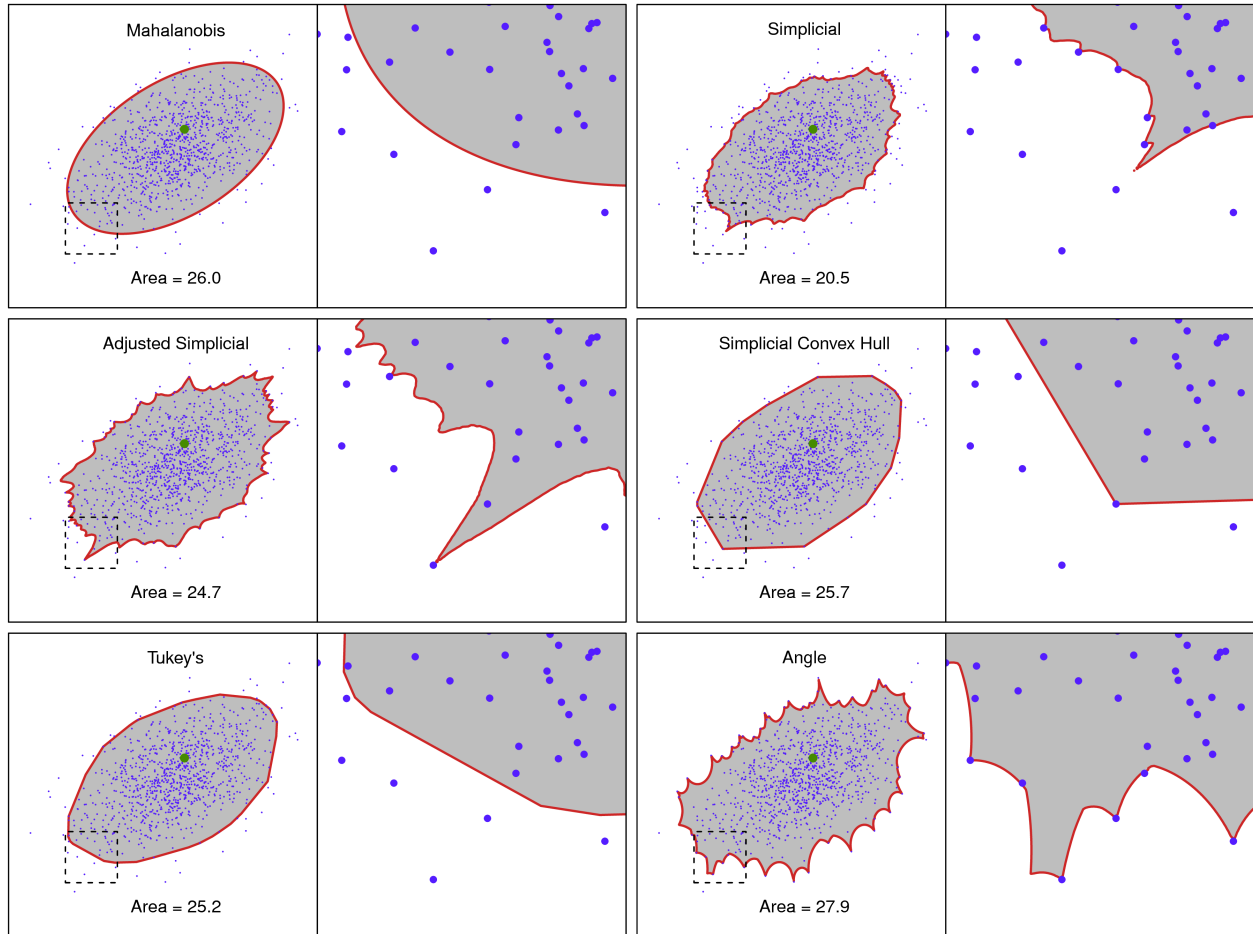 Mahalanobis
Area = 26.0
Simplicial
Area = 20.5
Adjusted Simplicial
Area = 24.7
Simplicial Convex Hull
Area = 25.7
Tukey's
Area = 25.2
Angle
Area = 27.9